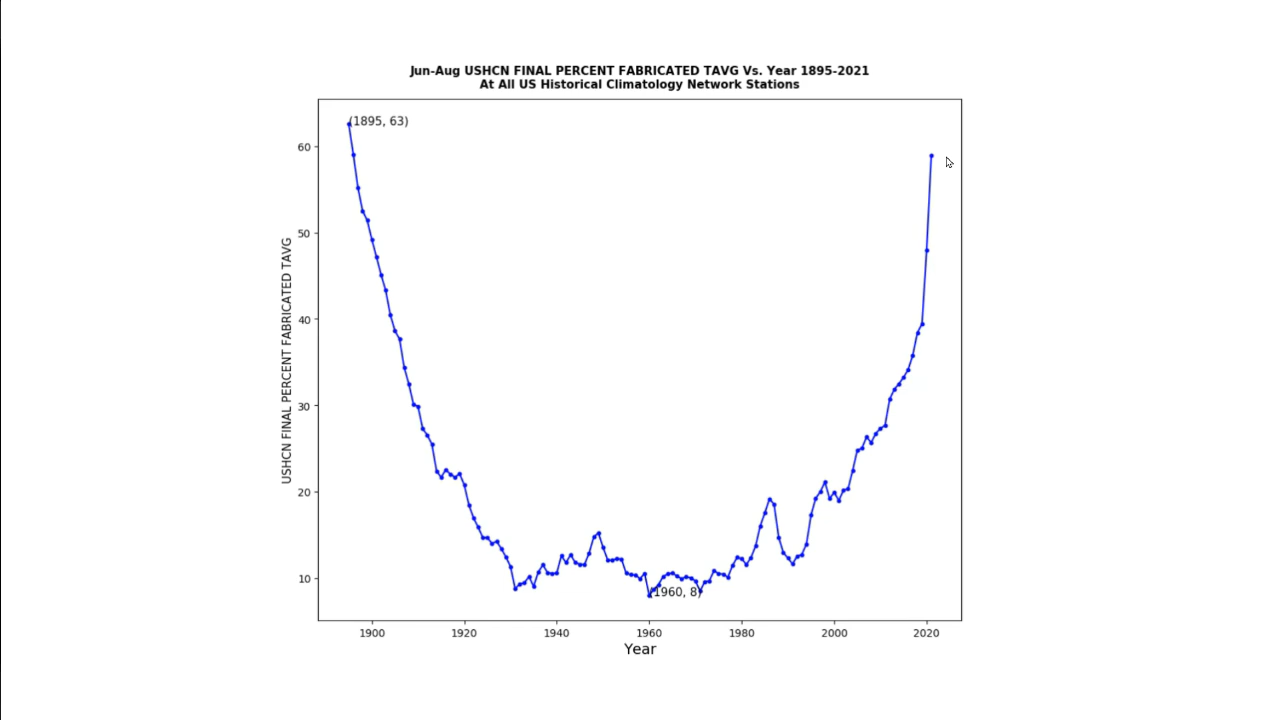 Jun-Aug USHCN FINAL PERCENT FABRICATED TAVG Vs. Year 1895-2021
At All US Historical Climatology Network Stations
(1895, 63)
60
50
40
30
20
10
USHCN FINAL PERCENT FABRICATED TAVG
(1960, 8)
1900 1920 1940 1960 1980 2000 2020
Year